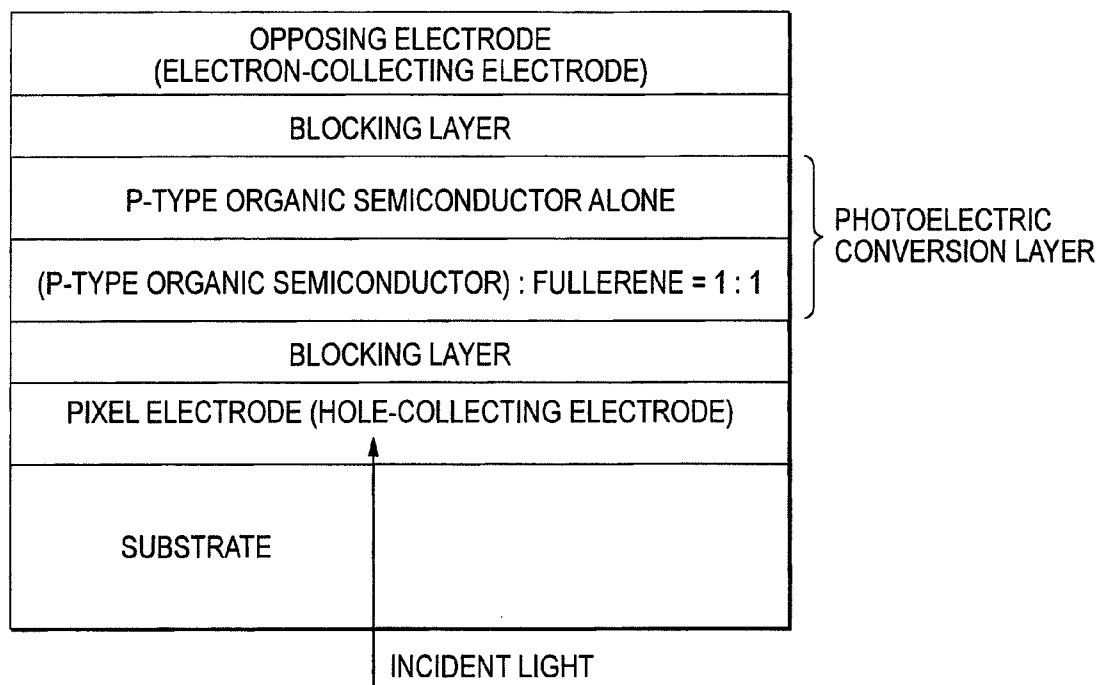 OPPOSING ELECTRODE
(ELECTRON-COLLECTING ELECTRODE)
BLOCKING LAYER
P-TYPE ORGANIC SEMICONDUCTOR ALONE
(P-TYPE ORGANIC SEMICONDUCTOR) : FULLERENE = 1 : 1
PHOTOELECTRIC
CONVERSION LAYER
BLOCKING LAYER
PIXEL ELECTRODE (HOLE-COLLECTING ELECTRODE)
SUBSTRATE
INCIDENT LIGHT